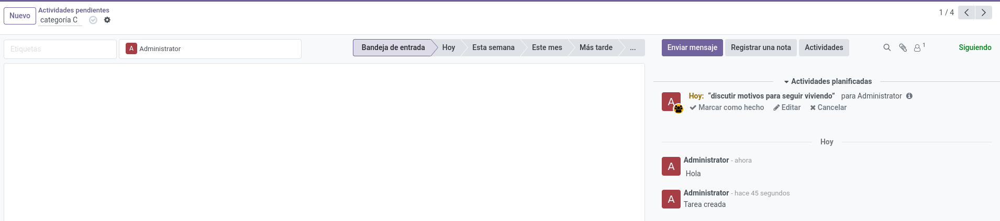 Nuevo
Actividades pendientes
categoría C
1 / 4
Etiquetas
A Administrator
Bandeja de entrada
Hoy
Esta semana
Este mes
Más tarde
...
Enviar mensaje
Registrar una nota
Actividades
1
Siguiendo
Actividades planificadas
A
Hoy: “discutir motivos para seguir viviendo” para Administrator
Marcar como hecho Editar Cancelar
Hoy
A
Administrator - ahora
Hola
A
Administrator - hace 45 segundos
Tarea creada